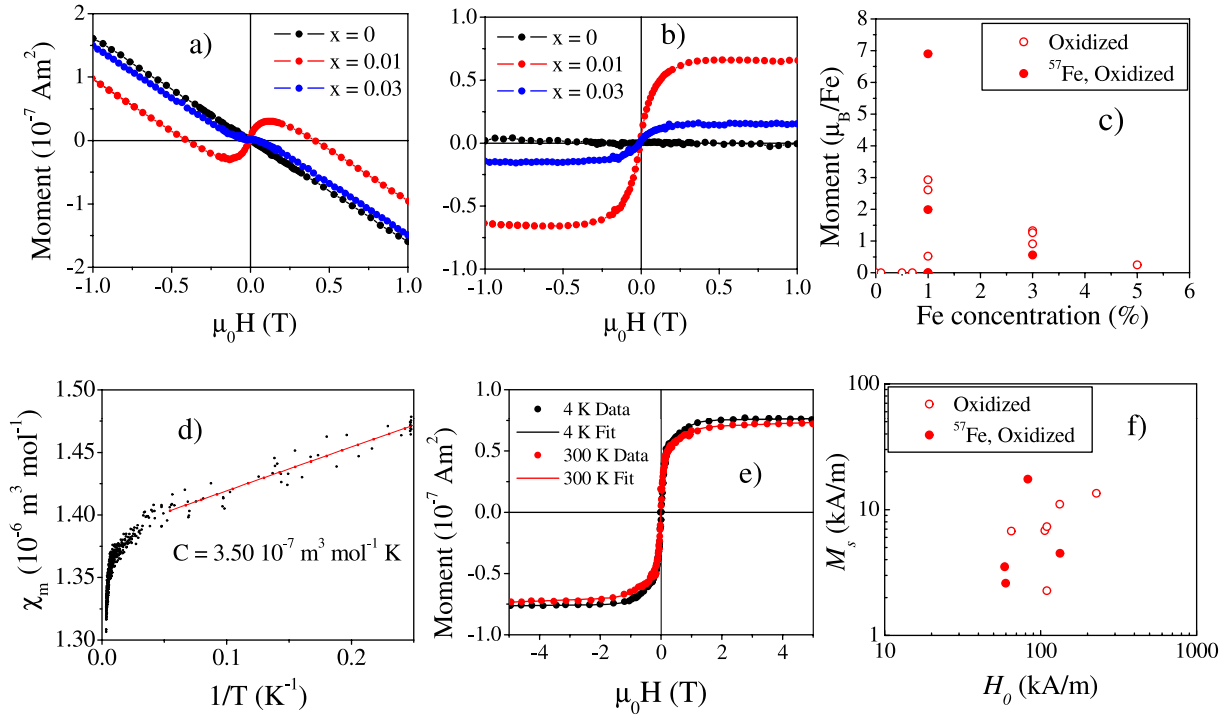 a)
x = 0
x = 0.01
x = 0.03
Moment (10⁻⁷ Am²)
2
1
0
-1
-2
-1.0 -0.5 0.0 0.5 1.0
μ₀H (T)
b)
x = 0
x = 0.01
x = 0.03
1.0
0.5
0.0
-0.5
-1.0
-1.0 -0.5 0.0 0.5 1.0
μ₀H (T)
Oxidized
⁵⁷Fe, Oxidized
c)
Moment (μ_B/Fe)
8
7
6
5
4
3
2
1
0
0 1 2 3 4 5 6
Fe concentration (%)
d)
χₘ (10⁻⁶ m³ mol⁻¹)
1.50
1.45
1.40
1.35
1.30
C = 3.50 10⁻⁷ m³ mol⁻¹ K
0.0 0.1 0.2
1/T (K⁻¹)
4 K Data
4 K Fit
300 K Data
300 K Fit
e)
Moment (10⁻⁷ Am²)
1.0
0.5
0.0
-0.5
-1.0
-4 -2 0 2 4
μ₀H (T)
Oxidized
⁵⁷Fe, Oxidized
f)
Mₛ (kA/m)
100
10
1
10 100 1000
H₀ (kA/m)